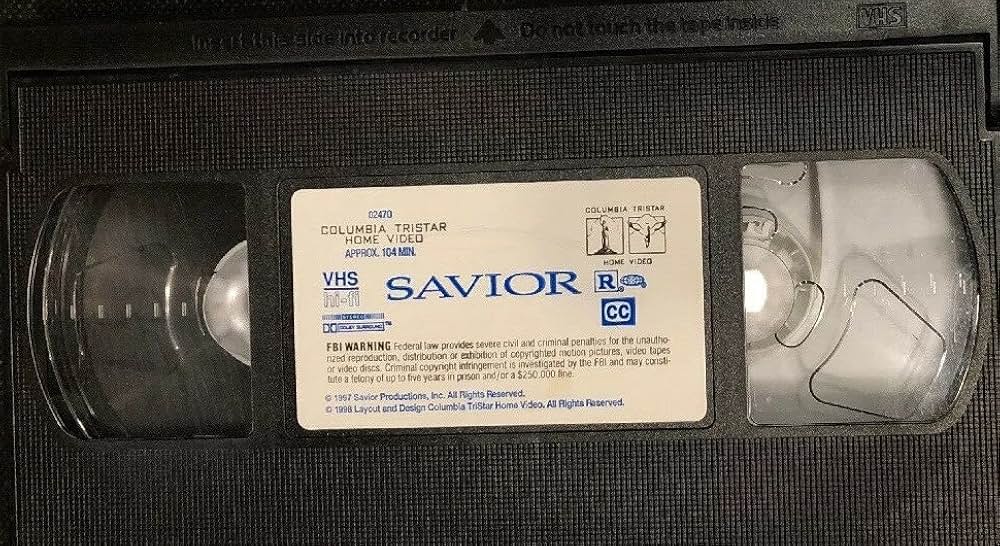 Insert this side into recorder
Do not touch the tape inside
VHS
02470
COLUMBIA TRISTAR
HOME VIDEO
APPROX. 104 MIN.
COLUMBIA TRISTAR
HOME VIDEO
VHS
hi-fi
STEREO
DOLBY SURROUND™
SAVIOR
R
CC
FBI WARNING Federal law provides severe civil and criminal penalties for the unautho-
rized reproduction, distribution or exhibition of copyrighted motion pictures, video tapes
or video discs. Criminal copyright infringement is investigated by the FBI and may consti-
tute a felony of up to five years in prison and/or a $250,000 fine.
© 1997 Savior Productions, Inc. All Rights Reserved.
© 1998 Layout and Design Columbia TriStar Home Video. All Rights Reserved.